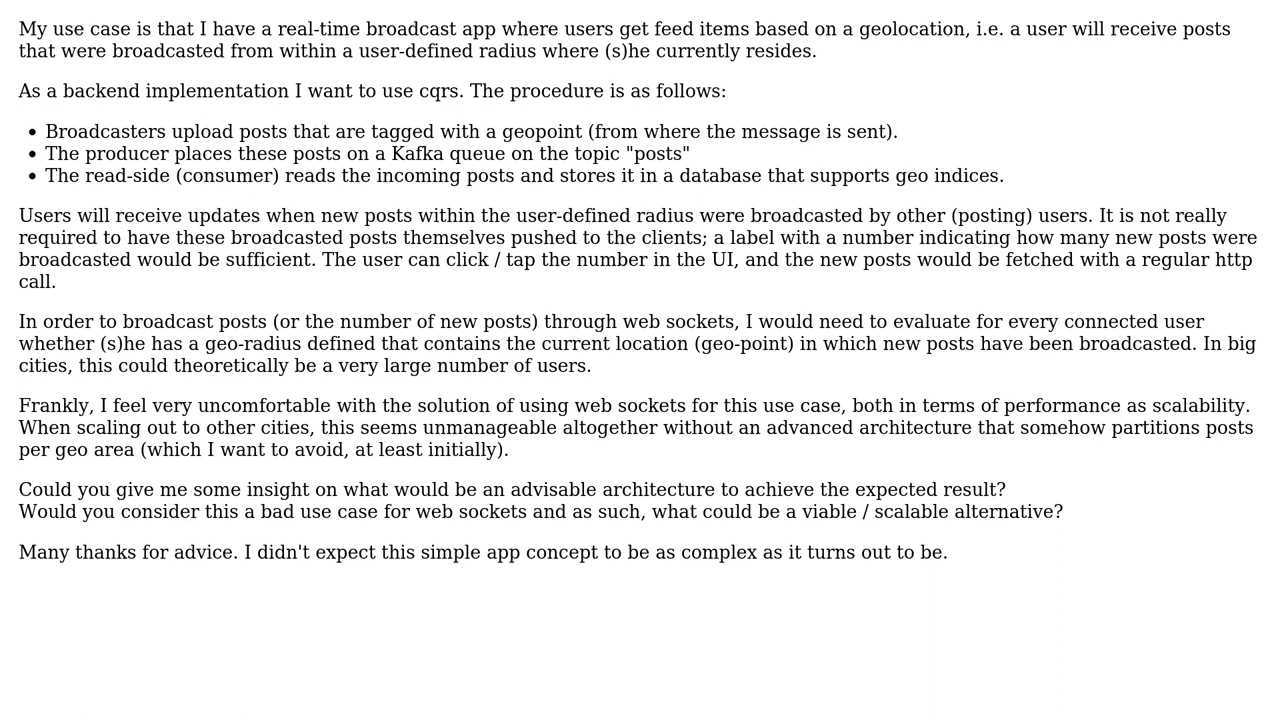 My use case is that I have a real-time broadcast app where users get feed items based on a geolocation, i.e. a user will receive posts
that were broadcasted from within a user-defined radius where (s)he currently resides.
As a backend implementation I want to use cqrs. The procedure is as follows:
• Broadcasters upload posts that are tagged with a geopoint (from where the message is sent).
• The producer places these posts on a Kafka queue on the topic "posts"
• The read-side (consumer) reads the incoming posts and stores it in a database that supports geo indices.
Users will receive updates when new posts within the user-defined radius were broadcasted by other (posting) users. It is not really
required to have these broadcasted posts themselves pushed to the clients; a label with a number indicating how many new posts were
broadcasted would be sufficient. The user can click / tap the number in the UI, and the new posts would be fetched with a regular http
call.
In order to broadcast posts (or the number of new posts) through web sockets, I would need to evaluate for every connected user
whether (s)he has a geo-radius defined that contains the current location (geo-point) in which new posts have been broadcasted. In big
cities, this could theoretically be a very large number of users.
Frankly, I feel very uncomfortable with the solution of using web sockets for this use case, both in terms of performance as scalability.
When scaling out to other cities, this seems unmanageable altogether without an advanced architecture that somehow partitions posts
per geo area (which I want to avoid, at least initially).
Could you give me some insight on what would be an advisable architecture to achieve the expected result?
Would you consider this a bad use case for web sockets and as such, what could be a viable / scalable alternative?
Many thanks for advice. I didn't expect this simple app concept to be as complex as it turns out to be.